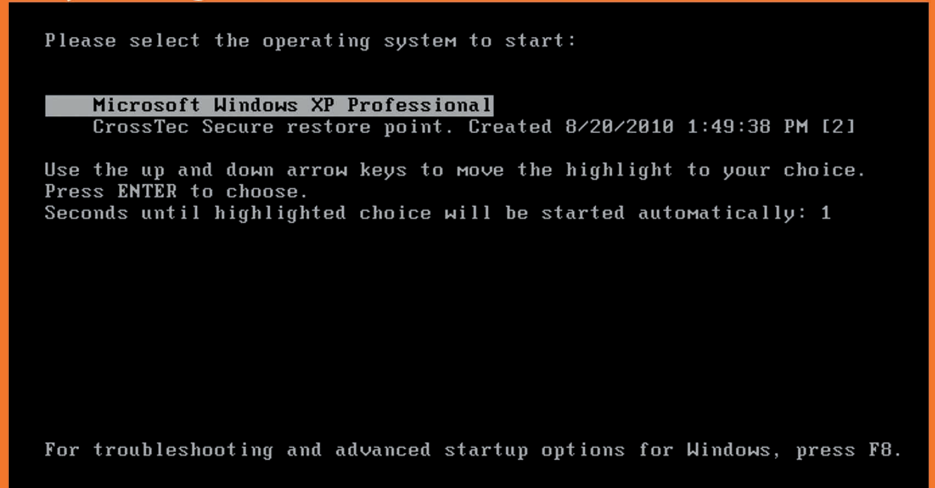 Please select the operating system to start:
Microsoft Windows XP Professional
CrossTec Secure restore point. Created 8/20/2010 1:49:38 PM [2]
Use the up and down arrow keys to move the highlight to your choice.
Press ENTER to choose.
Seconds until highlighted choice will be started automatically: 1
For troubleshooting and advanced startup options for Windows, press F8.